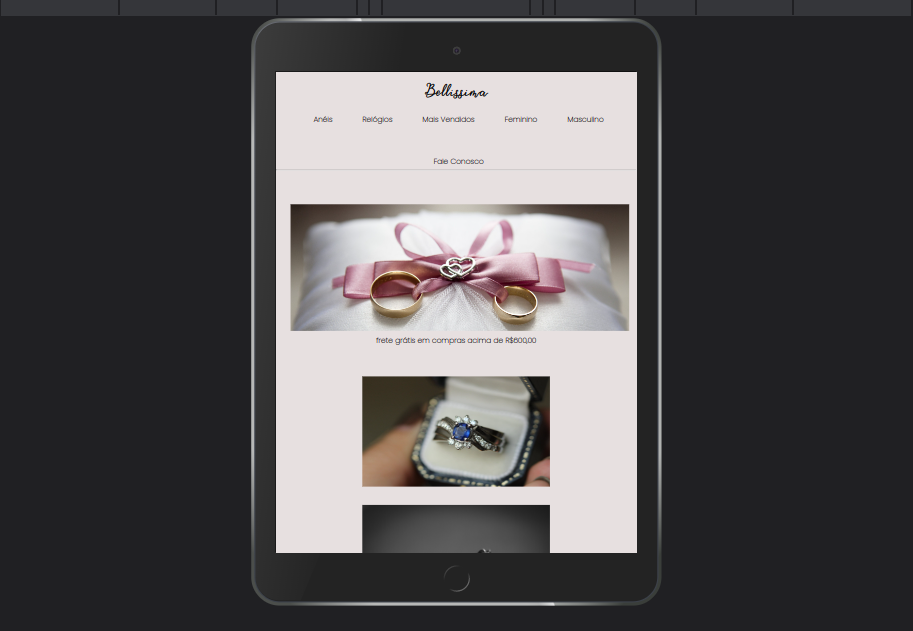 Bellissima
Anéis Relógios Mais Vendidos Feminino Masculino
Fale Conosco
frete grátis em compras acima de R$600,00